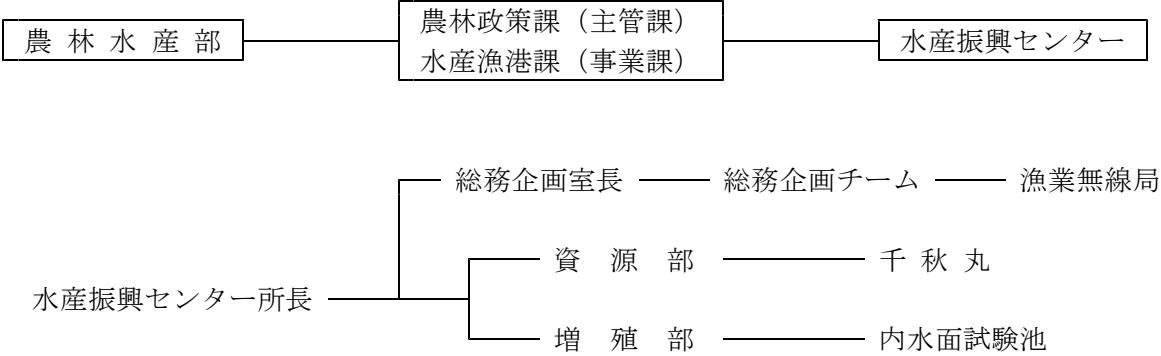 農林水産部
農林政策課（主管課）
水産漁港課（事業課）
水産振興センター
総務企画室長 総務企画チーム 漁業無線局
資源部 千秋丸
水産振興センター所長
増殖部 内水面試験池